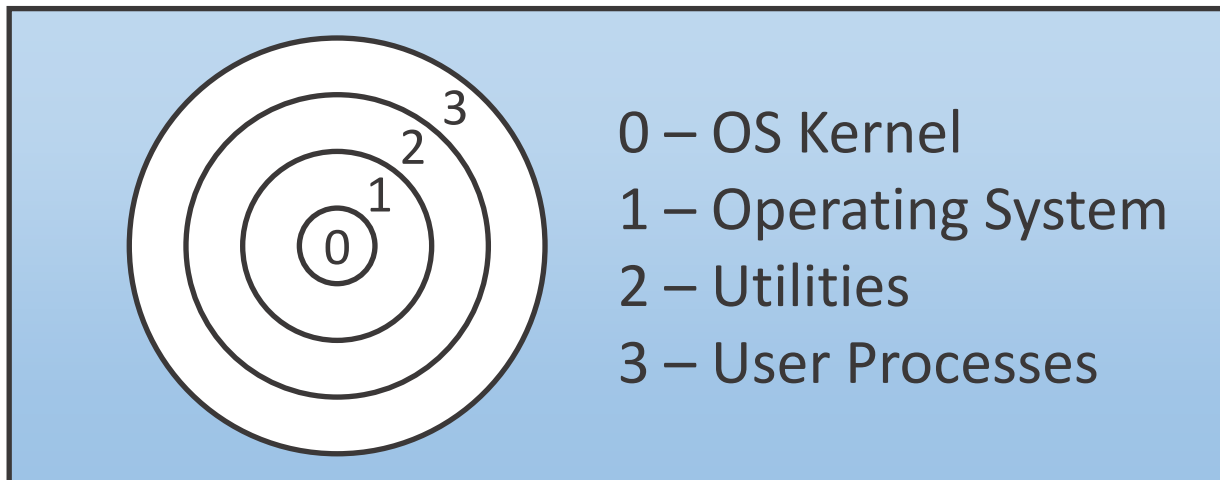 3
2
1
0
0 – OS Kernel
1 – Operating System
2 – Utilities
3 – User Processes